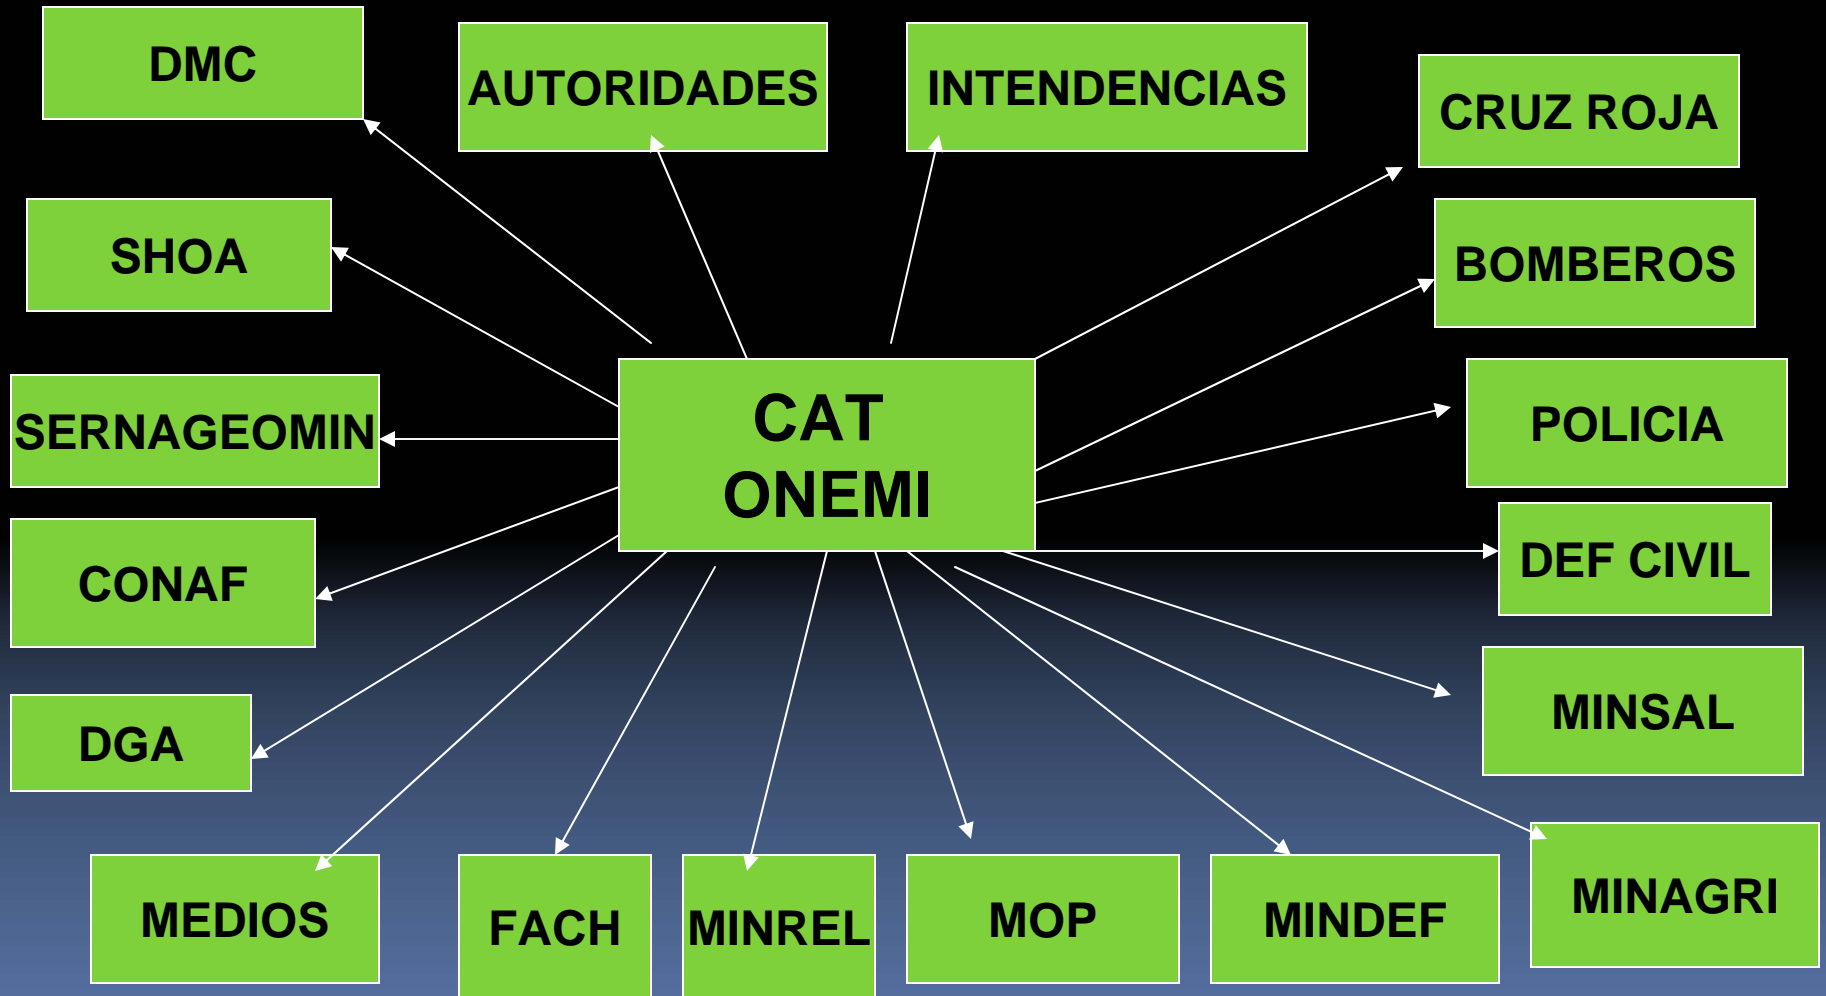 DMC
AUTORIDADES
INTENDENCIAS
CRUZ ROJA
SHOA
BOMBEROS
CAT
ONEMI
SERNAGEOMIN
POLICIA
CONAF
DEF CIVIL
DGA
MINSAL
MEDIOS
FACH
MINREL
MOP
MINDEF
MINAGRI